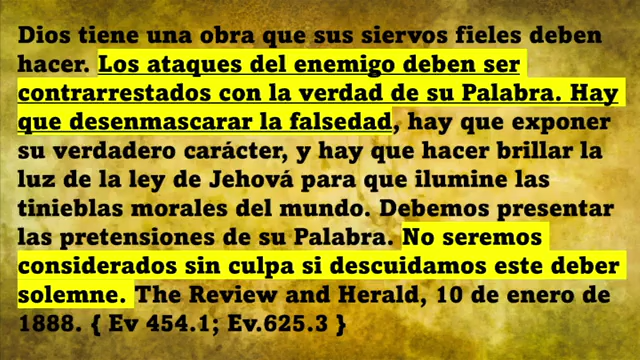 Dios tiene una obra que sus siervos fieles deben
hacer. Los ataques del enemigo deben ser
contrarrestados con la verdad de su Palabra. Hay
que desenmascarar la falsedad, hay que exponer
su verdadero carácter, y hay que hacer brillar la
luz de la ley de Jehová para que ilumine las
tinieblas morales del mundo. Debemos presentar
las pretensiones de su Palabra. No seremos
considerados sin culpa si descuidamos este deber
solemne. The Review and Herald, 10 de enero de
1888. { Ev 454.1; Ev.625.3 }